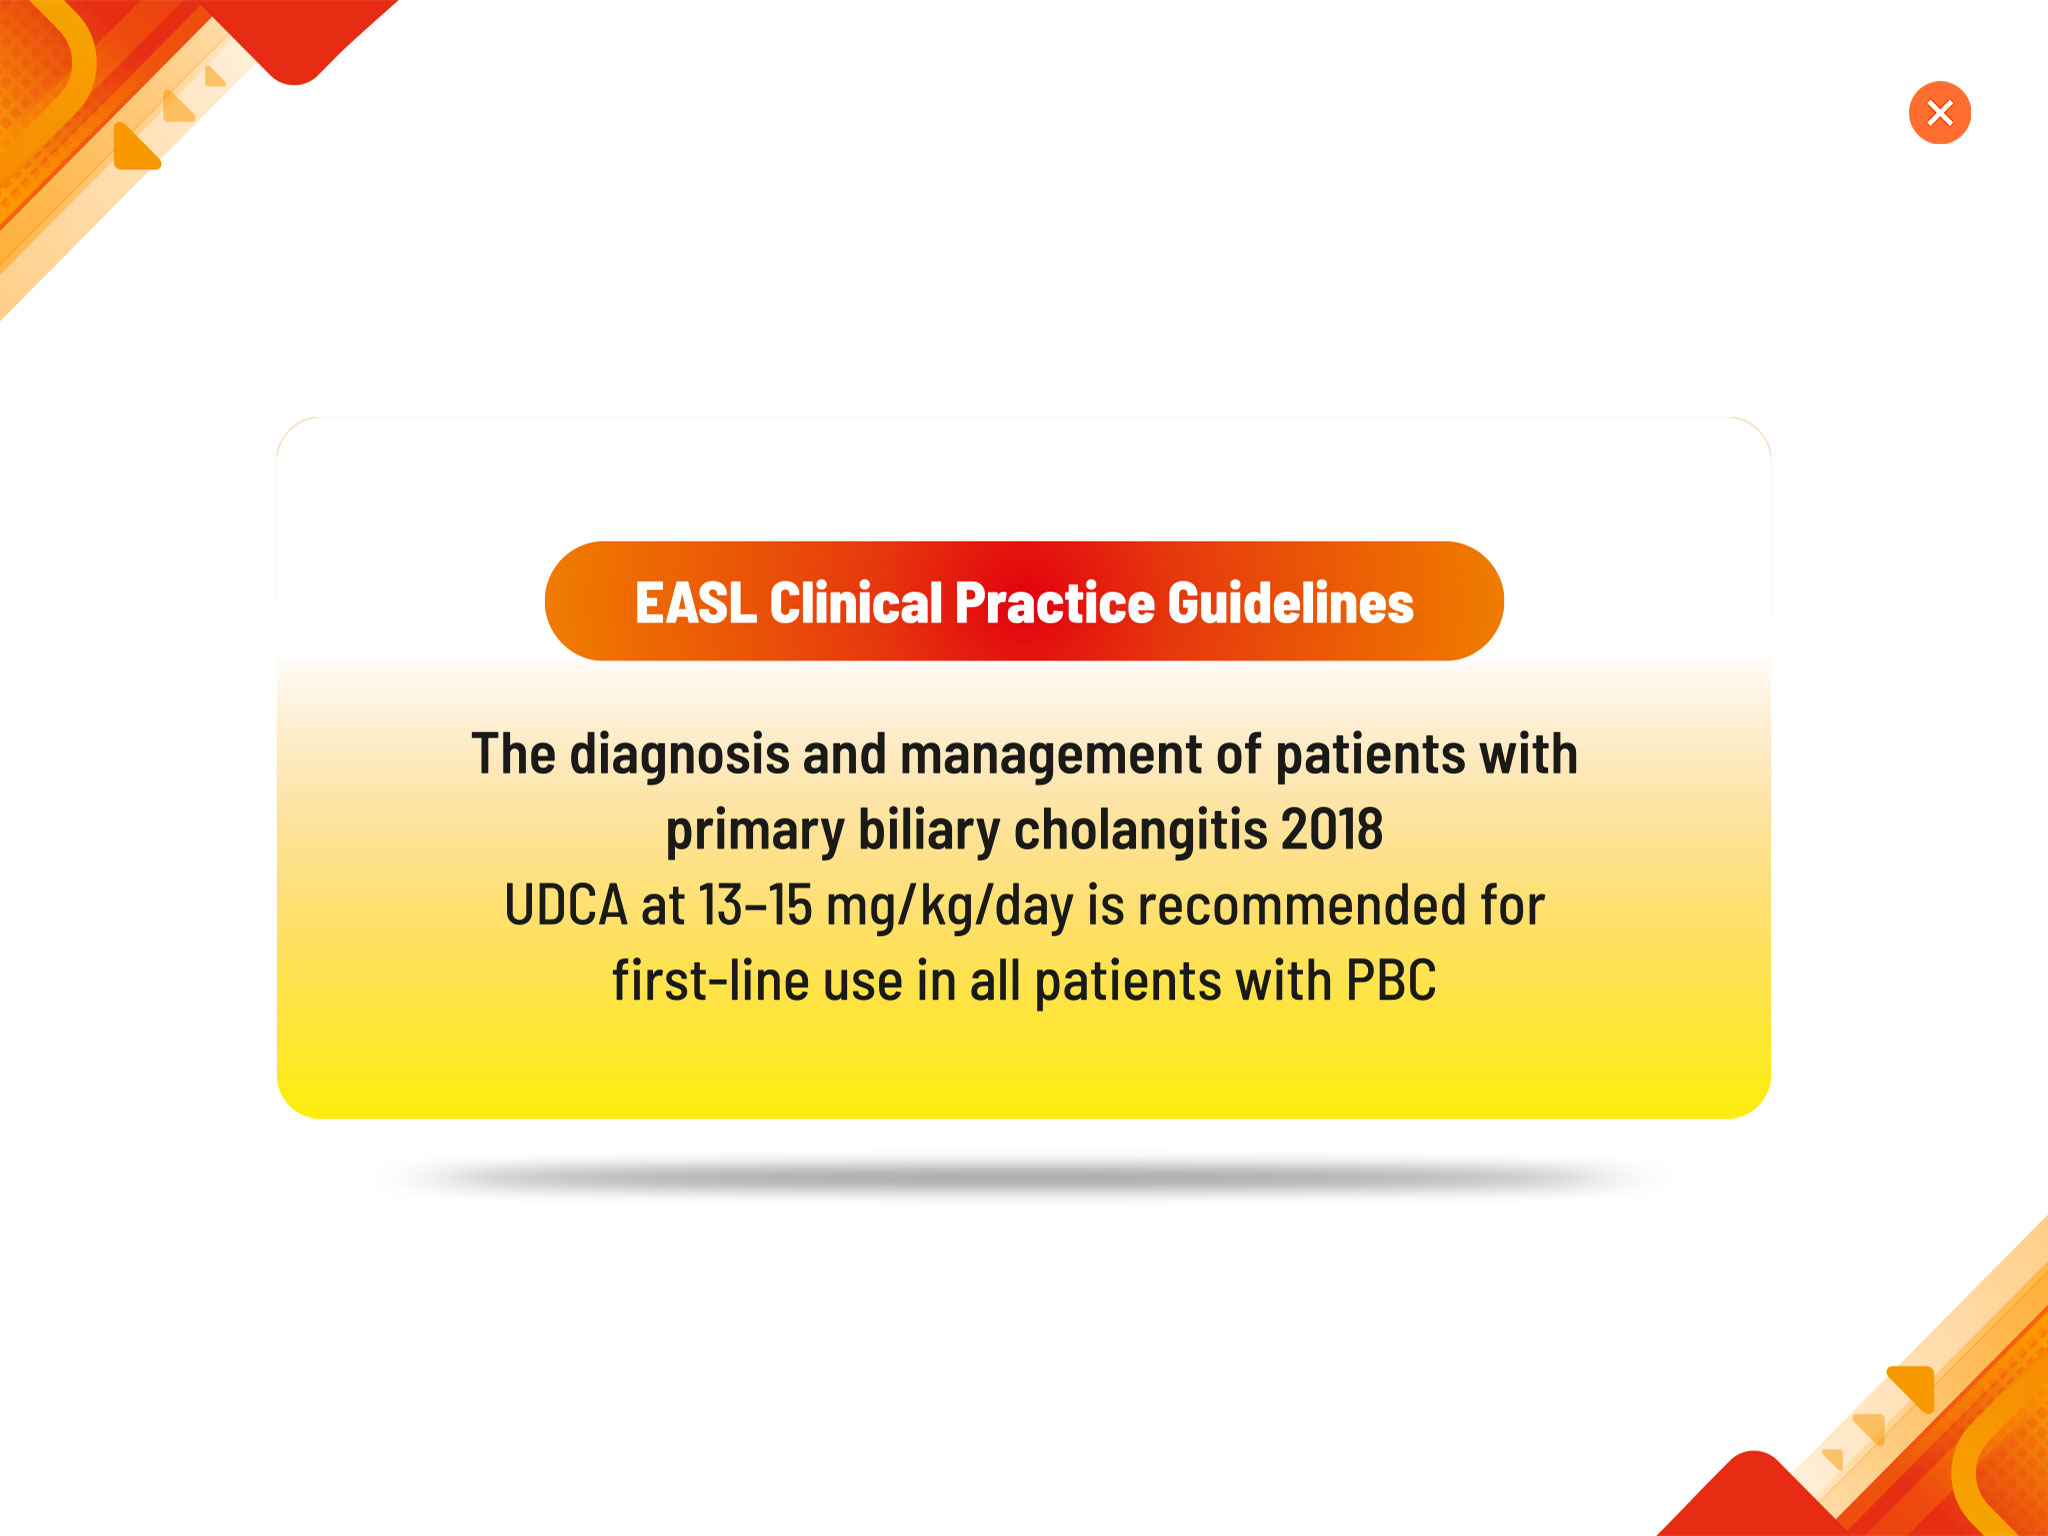 EASL Clinical Practice Guidelines
The diagnosis and management of patients with
primary biliary cholangitis 2018
UDCA at 13–15 mg/kg/day is recommended for
first-line use in all patients with PBC